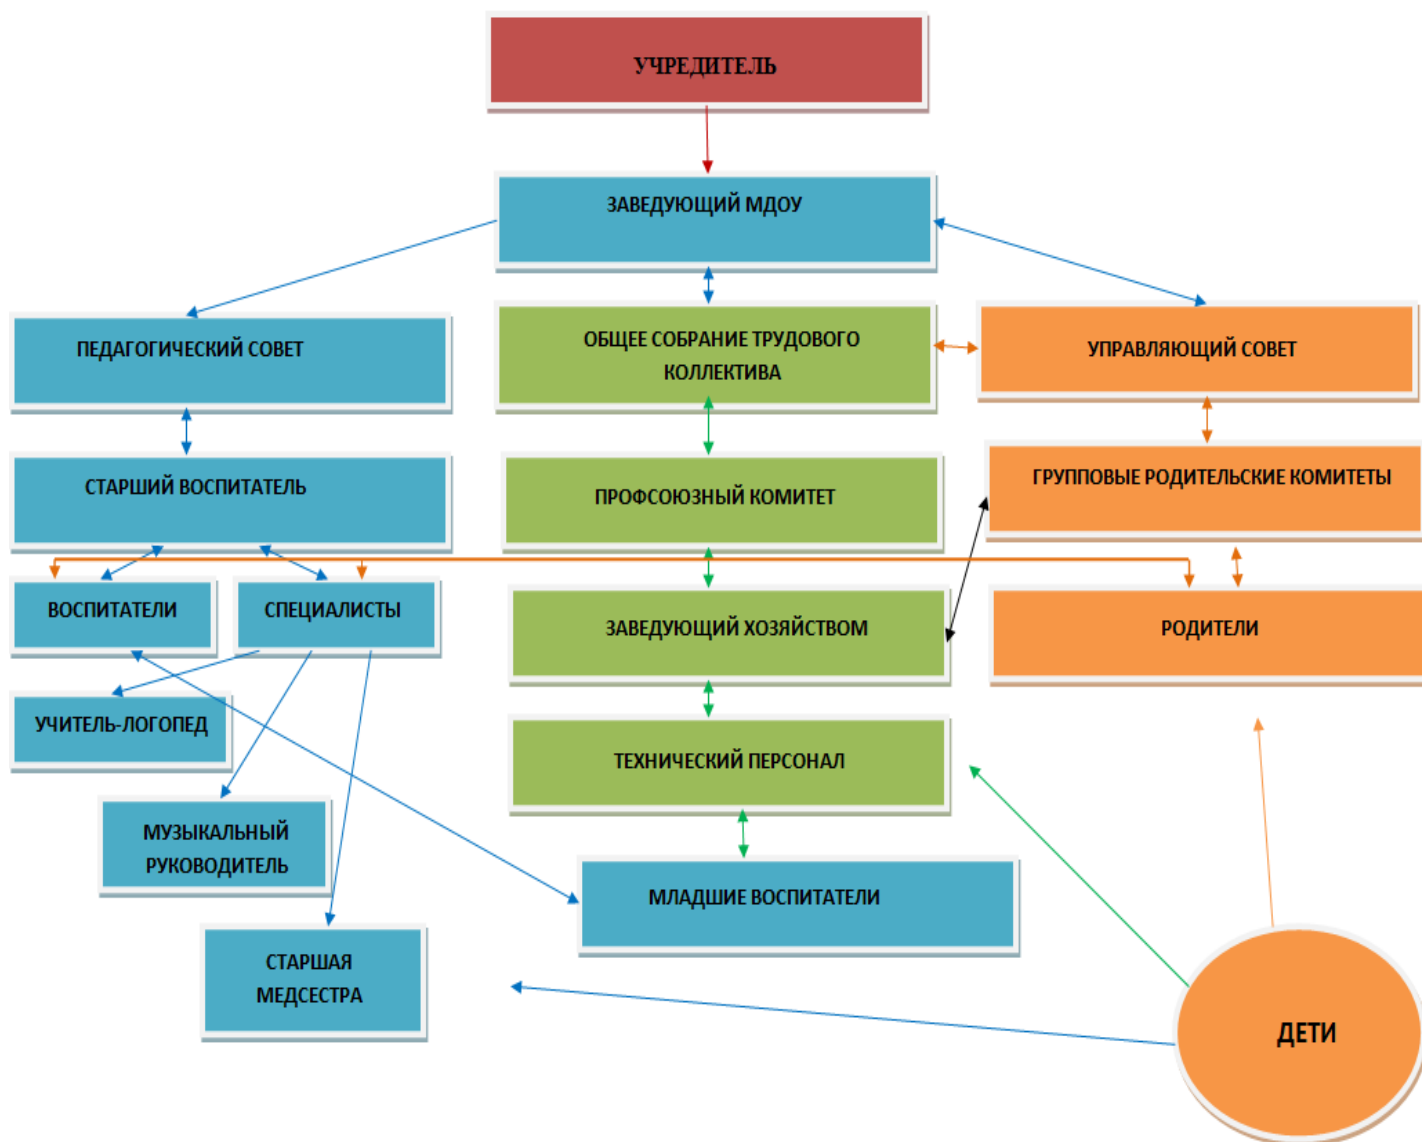 УЧРЕДИТЕЛЬ
ЗАВЕДУЮЩИЙ МДОУ
ПЕДАГОГИЧЕСКИЙ СОВЕТ
ОБЩЕЕ СОБРАНИЕ ТРУДОВОГО
КОЛЛЕКТИВА
УПРАВЛЯЮЩИЙ СОВЕТ
СТАРШИЙ ВОСПИТАТЕЛЬ
ПРОФСОЮЗНЫЙ КОМИТЕТ
ГРУППОВЫЕ РОДИТЕЛЬСКИЕ КОМИТЕТЫ
ВОСПИТАТЕЛИ
СПЕЦИАЛИСТЫ
ЗАВЕДУЮЩИЙ ХОЗЯЙСТВОМ
РОДИТЕЛИ
УЧИТЕЛЬ-ЛОГОПЕД
ТЕХНИЧЕСКИЙ ПЕРСОНАЛ
МУЗЫКАЛЬНЫЙ
РУКОВОДИТЕЛЬ
МЛАДШИЕ ВОСПИТАТЕЛИ
СТАРШАЯ
МЕДСЕСТРА
ДЕТИ